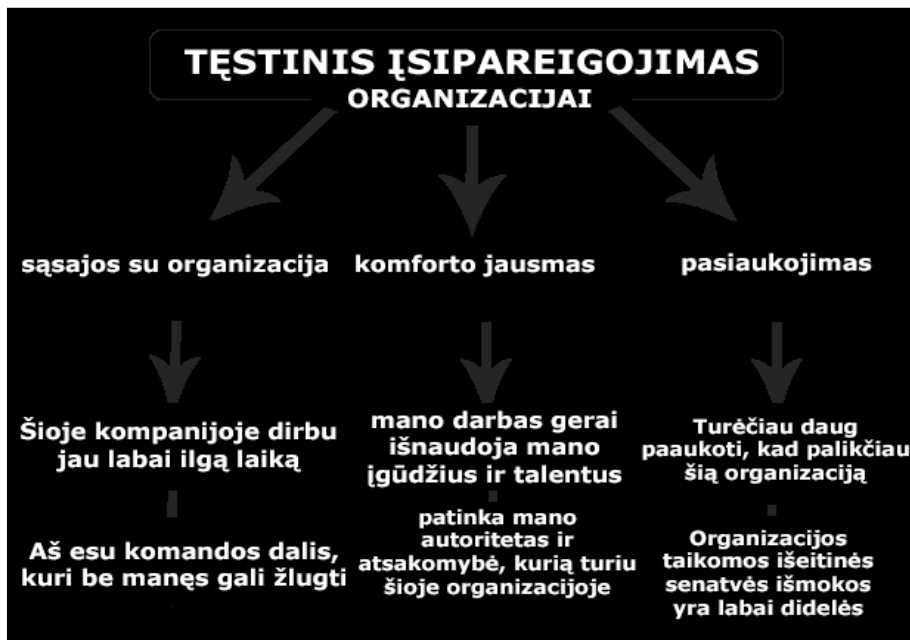 TĘSTINIS ĮSIPAREIGOJIMAS
ORGANIZACIJAI
sąsajos su organizacija
komforto jausmas
pasiaukojimas
Šioje kompanijoje dirbu
jau labai ilgą laiką
mano darbas gerai
išnaudoja mano
įgūdžius ir talentus
Turėčiau daug
paaukoti, kad palikčiau
šią organizaciją
Aš esu komandos dalis,
kuri be manęs gali žlugti
patinka mano
autoritetas ir
atsakomybė, kurią turiu
šioje organizacijoje
Organizacijos
taikomos išeitinės
senatvės išmokos
yra labai didelės